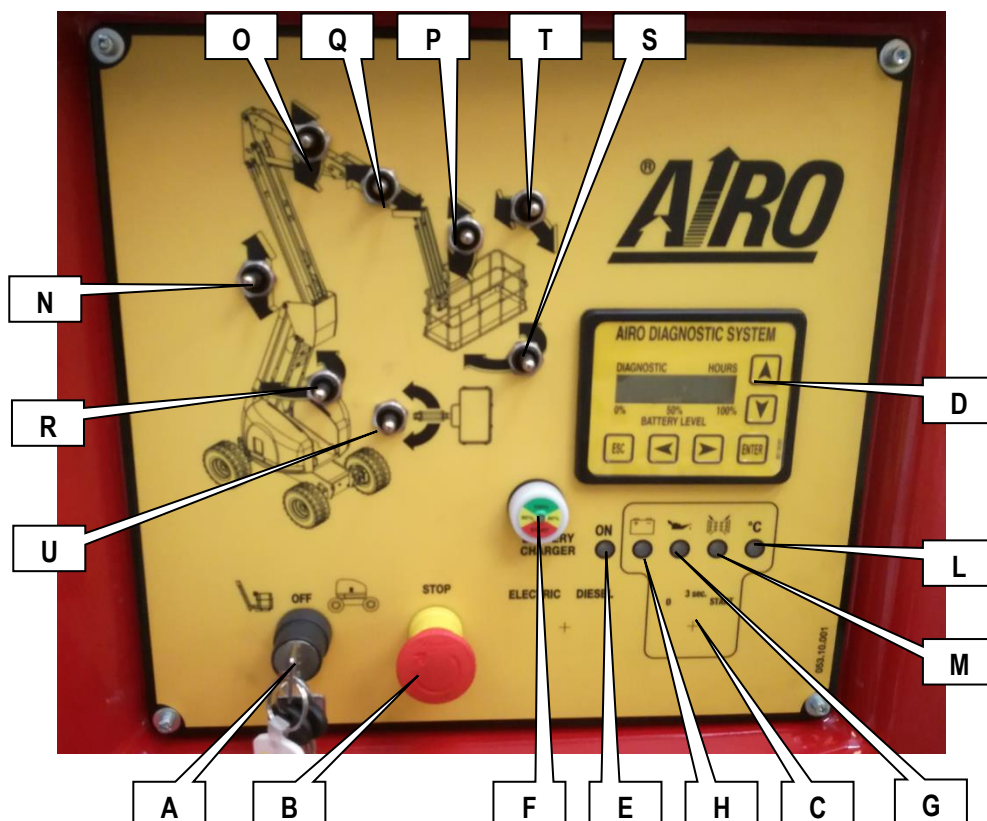 O Q P T S
® AIRO
N
AIRO DIAGNOSTIC SYSTEM
DIAGNOSTIC HOURS
D
0% 50% 100%
BATTERY LEVEL
R
ESC ENTER
U
ON °C
CHARGER
L
OFF STOP ELECTRIC DIESEL
0 3 sec. START
053.10.001
M
A B F E H C G